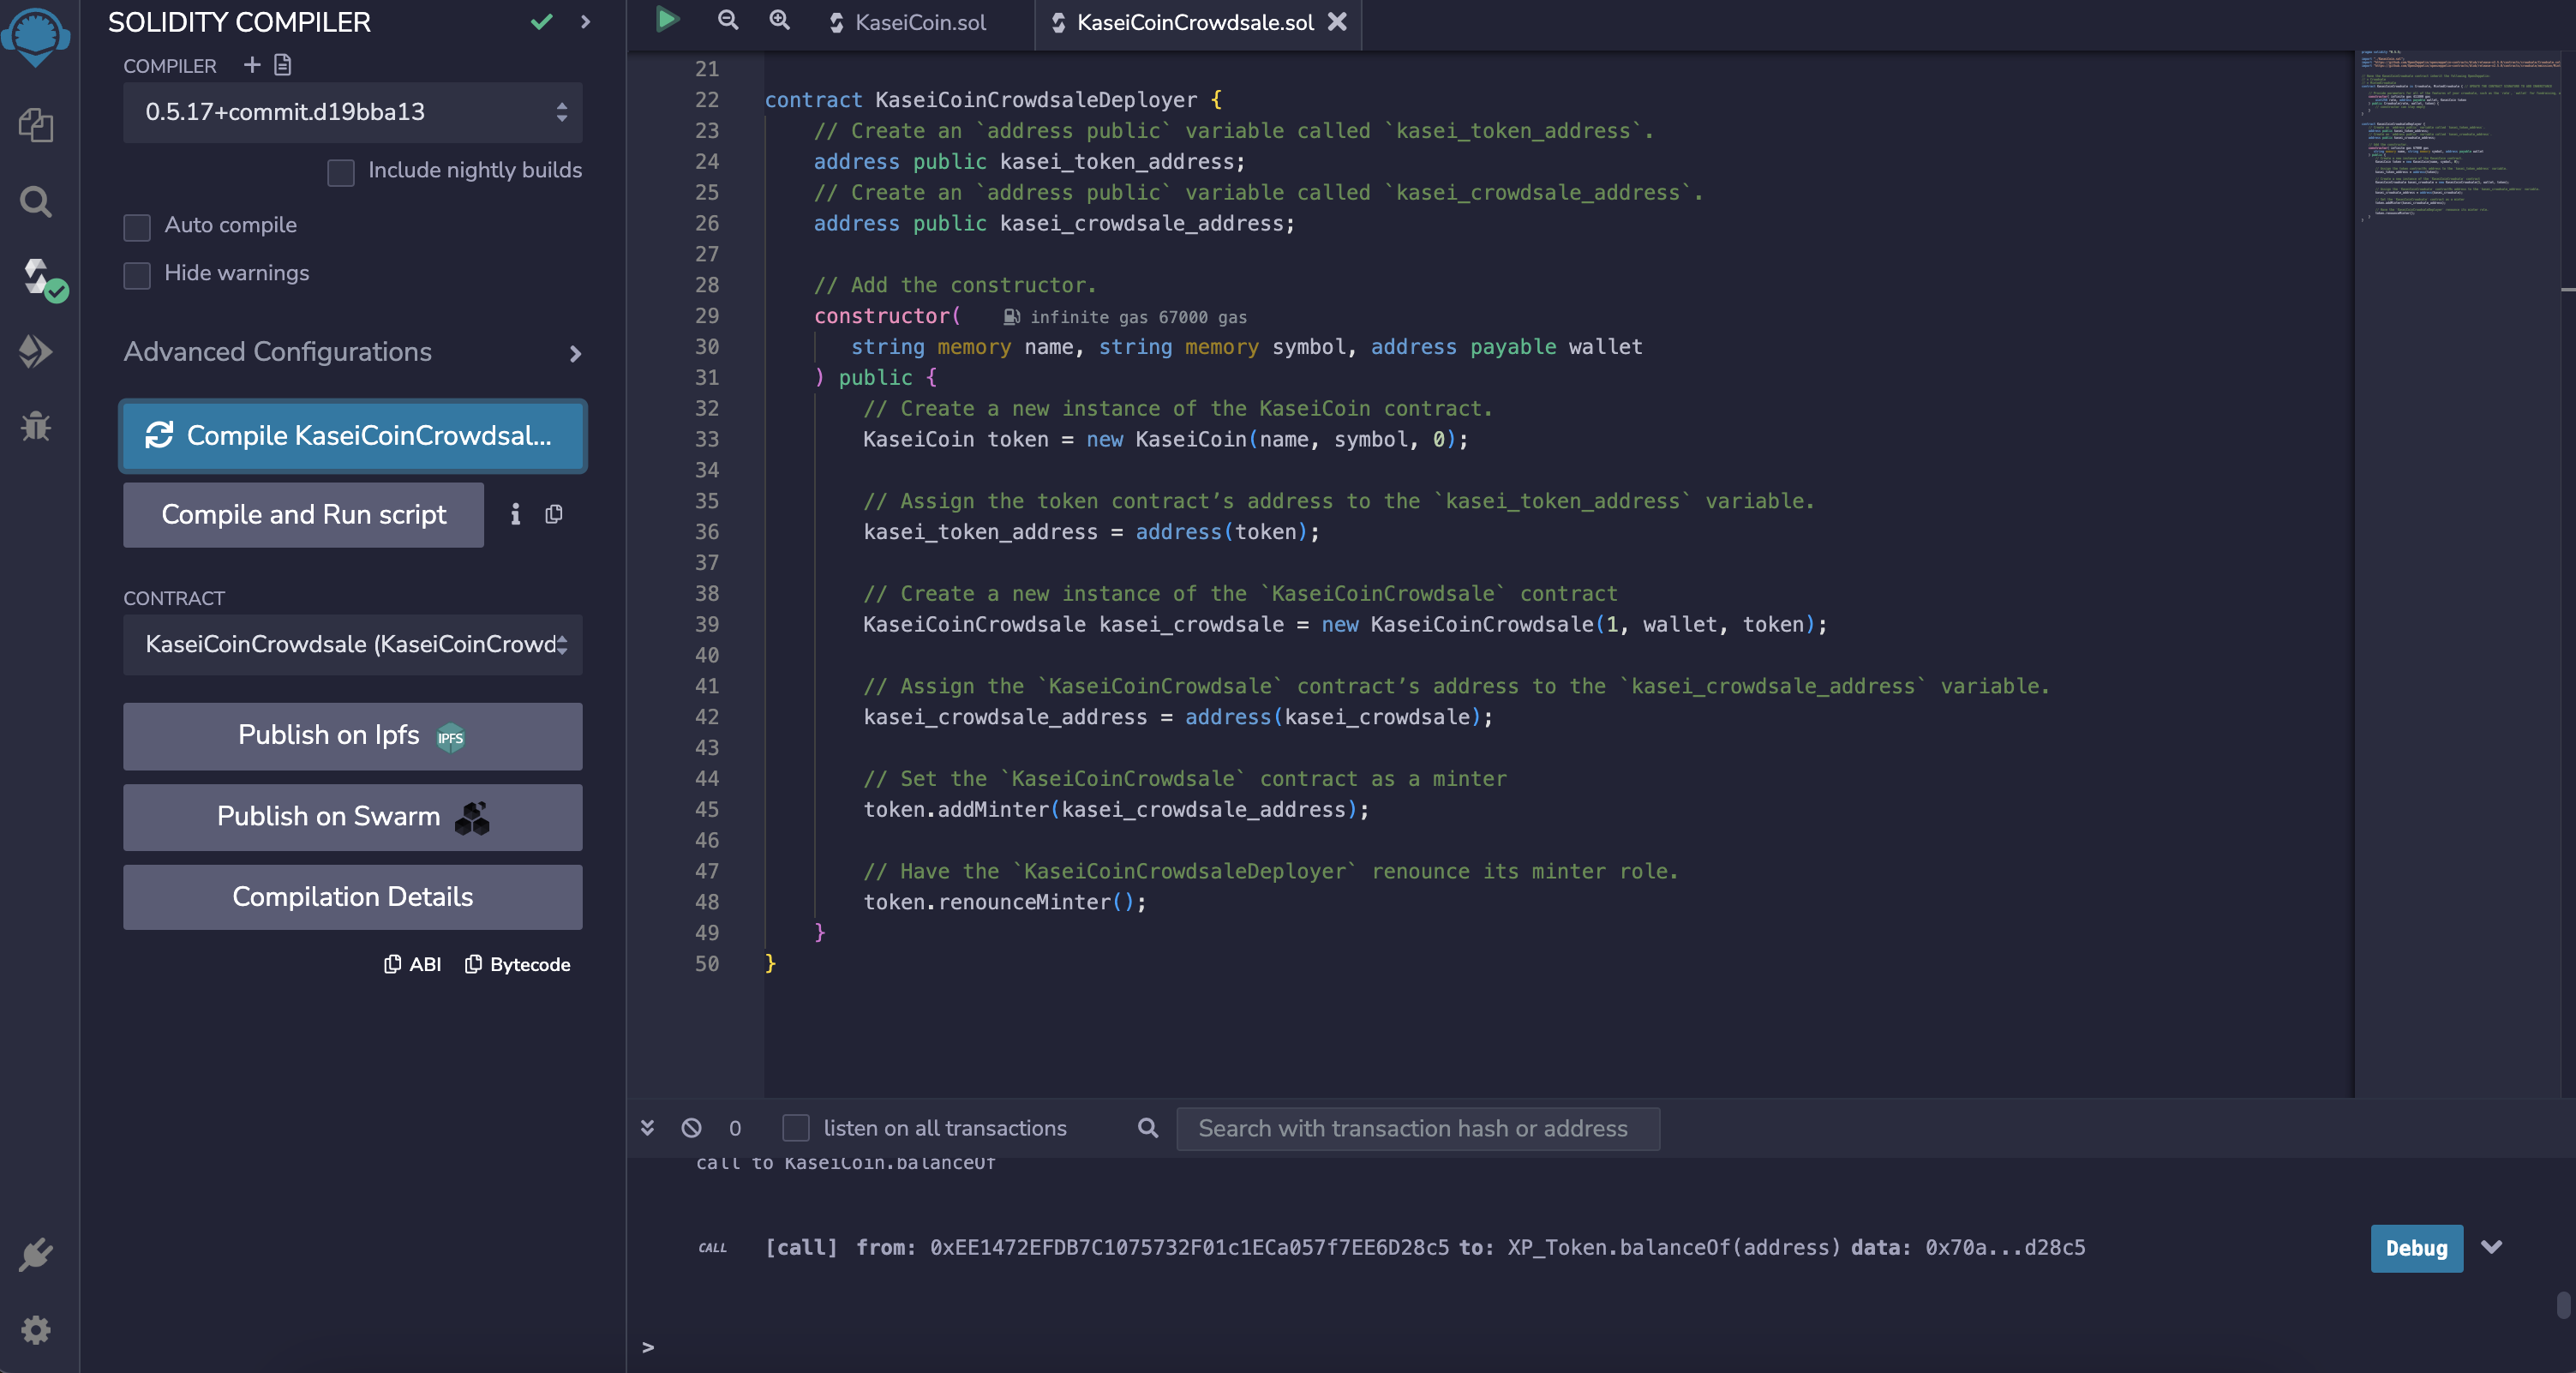 SOLIDITY COMPILER
COMPILER
0.5.17+commit.d19bba13
Include nightly builds
Auto compile
Hide warnings
Advanced Configurations
Compile KaseiCoinCrowdsal...
Compile and Run script
CONTRACT
KaseiCoinCrowdsale (KaseiCoinCrowd
Publish on Ipfs IPFS
Publish on Swarm
Compilation Details
ABI Bytecode
KaseiCoin.sol KaseiCoinCrowdsale.sol
21
22 contract KaseiCoinCrowdsaleDeployer {
23 // Create an `address public` variable called `kasei_token_address`.
24 address public kasei_token_address;
25 // Create an `address public` variable called `kasei_crowdsale_address`.
26 address public kasei_crowdsale_address;
27
28 // Add the constructor.
29 constructor( infinite gas 67000 gas
30 string memory name, string memory symbol, address payable wallet
31 ) public {
32 // Create a new instance of the KaseiCoin contract.
33 KaseiCoin token = new KaseiCoin(name, symbol, 0);
34
35 // Assign the token contract’s address to the `kasei_token_address` variable.
36 kasei_token_address = address(token);
37
38 // Create a new instance of the `KaseiCoinCrowdsale` contract
39 KaseiCoinCrowdsale kasei_crowdsale = new KaseiCoinCrowdsale(1, wallet, token);
40
41 // Assign the `KaseiCoinCrowdsale` contract’s address to the `kasei_crowdsale_address` variable.
42 kasei_crowdsale_address = address(kasei_crowdsale);
43
44 // Set the `KaseiCoinCrowdsale` contract as a minter
45 token.addMinter(kasei_crowdsale_address);
46
47 // Have the `KaseiCoinCrowdsaleDeployer` renounce its minter role.
48 token.renounceMinter();
49 }
50 }
0 listen on all transactions Search with transaction hash or address
call to KaseiCoin.balanceOf
CALL [call] from: 0xEE1472EFDB7C1075732F01c1ECa057f7EE6D28c5 to: XP_Token.balanceOf(address) data: 0x70a...d28c5 Debug
>